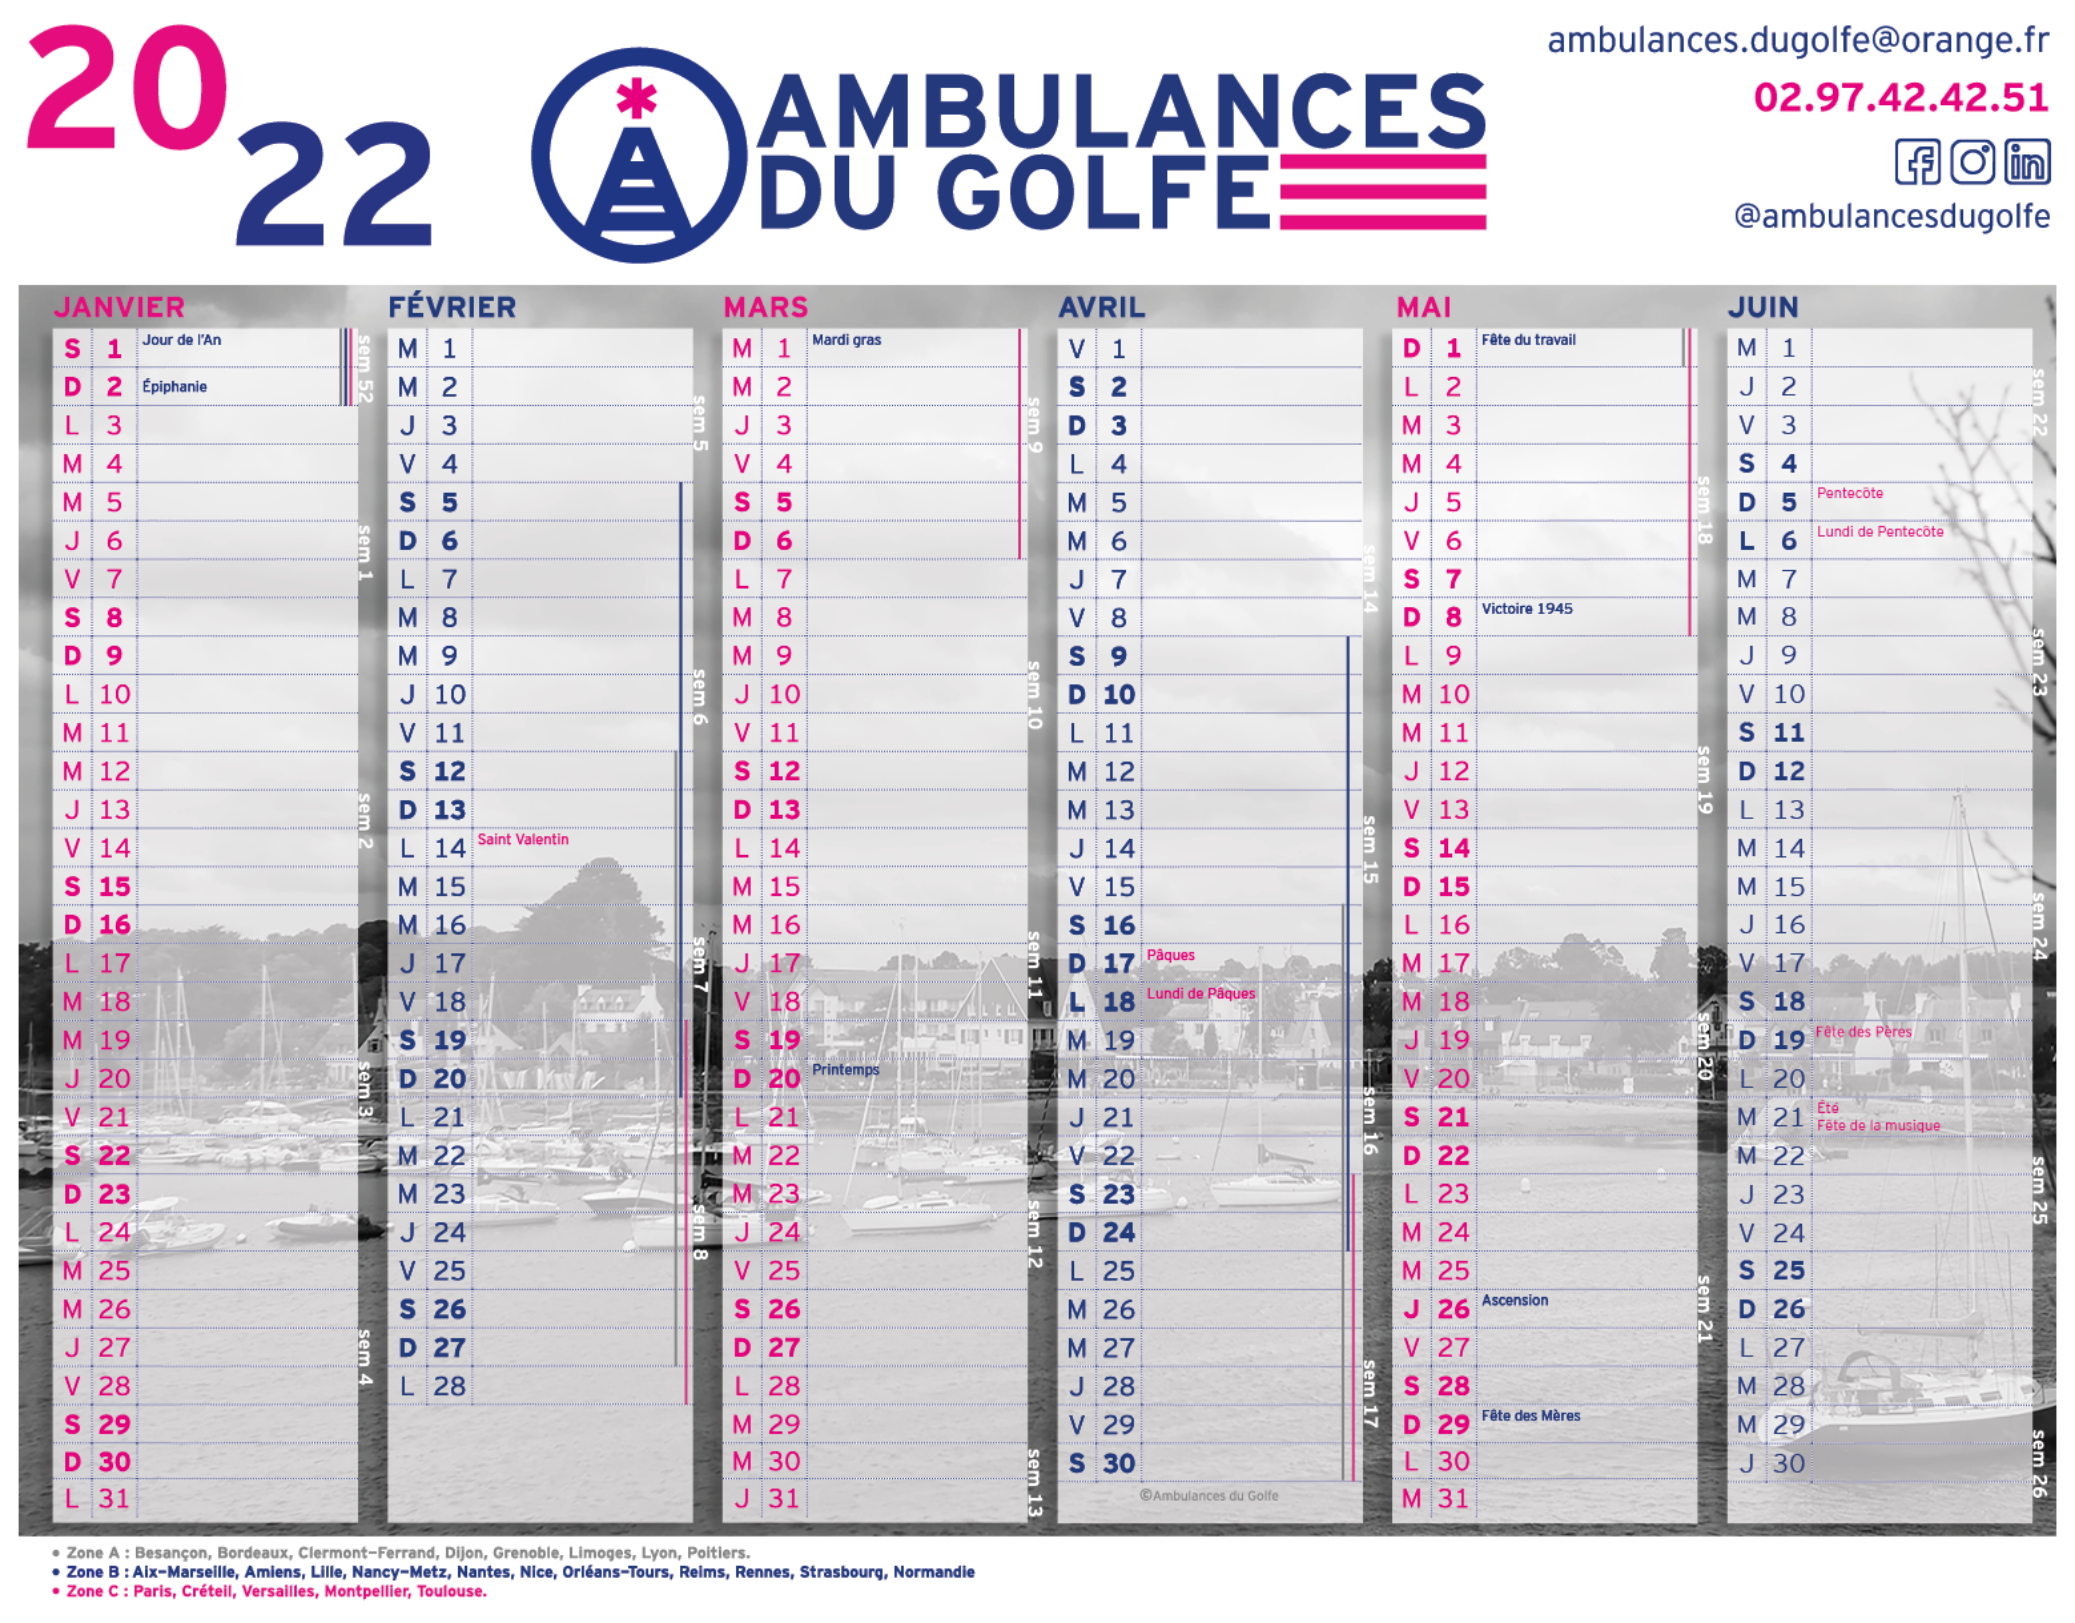 2022
AMBULANCES
DU GOLFE
ambulances.dugolfe@orange.fr
02.97.42.42.51
@ambulancesdugolfe
JANVIER
S 1 Jour de l'An
D 2 Épiphanie
sem 52
L 3
M 4
M 5
J 6
V 7
S 8
D 9
sem 1
L 10
M 11
M 12
J 13
V 14
S 15
D 16
sem 2
L 17
M 18
M 19
J 20
V 21
S 22
D 23
sem 3
L 24
M 25
M 26
J 27
V 28
S 29
D 30
sem 4
L 31
FÉVRIER
M 1
M 2
J 3
V 4
S 5
D 6
sem 5
L 7
M 8
M 9
J 10
V 11
S 12
D 13
sem 6
L 14 Saint Valentin
M 15
M 16
J 17
V 18
S 19
D 20
sem 7
L 21
M 22
M 23
J 24
V 25
S 26
D 27
sem 8
L 28
MARS
M 1 Mardi gras
M 2
J 3
V 4
S 5
D 6
sem 9
L 7
M 8
M 9
J 10
V 11
S 12
D 13
sem 10
L 14
M 15
M 16
J 17
V 18
S 19
D 20 Printemps
sem 11
L 21
M 22
M 23
J 24
V 25
S 26
D 27
sem 12
L 28
M 29
M 30
J 31
sem 13
AVRIL
V 1
S 2
D 3
L 4
M 5
M 6
J 7
V 8
S 9
D 10
sem 14
L 11
M 12
M 13
J 14
V 15
S 16
D 17 Pâques
sem 15
L 18 Lundi de Pâques
M 19
M 20
J 21
V 22
S 23
D 24
sem 16
L 25
M 26
M 27
J 28
V 29
S 30
sem 17
©Ambulances du Golfe
MAI
D 1 Fête du travail
L 2
M 3
M 4
J 5
V 6
S 7
D 8 Victoire 1945
sem 18
L 9
M 10
M 11
J 12
V 13
S 14
D 15
sem 19
L 16
M 17
M 18
J 19
V 20
S 21
D 22
sem 20
L 23
M 24
M 25
J 26 Ascension
V 27
S 28
D 29 Fête des Mères
sem 21
L 30
M 31
JUIN
M 1
J 2
V 3
S 4
D 5 Pentecôte
sem 22
L 6 Lundi de Pentecôte
M 7
M 8
J 9
V 10
S 11
D 12
sem 23
L 13
M 14
M 15
J 16
V 17
S 18
D 19 Fête des Pères
sem 24
L 20
M 21 Été
Fête de la musique
M 22
J 23
V 24
S 25
D 26
sem 25
L 27
M 28
M 29
J 30
sem 26
• Zone A : Besançon, Bordeaux, Clermont-Ferrand, Dijon, Grenoble, Limoges, Lyon, Poitiers.
• Zone B : Aix-Marseille, Amiens, Lille, Nancy-Metz, Nantes, Nice, Orléans-Tours, Reims, Rennes, Strasbourg, Normandie
• Zone C : Paris, Créteil, Versailles, Montpellier, Toulouse.